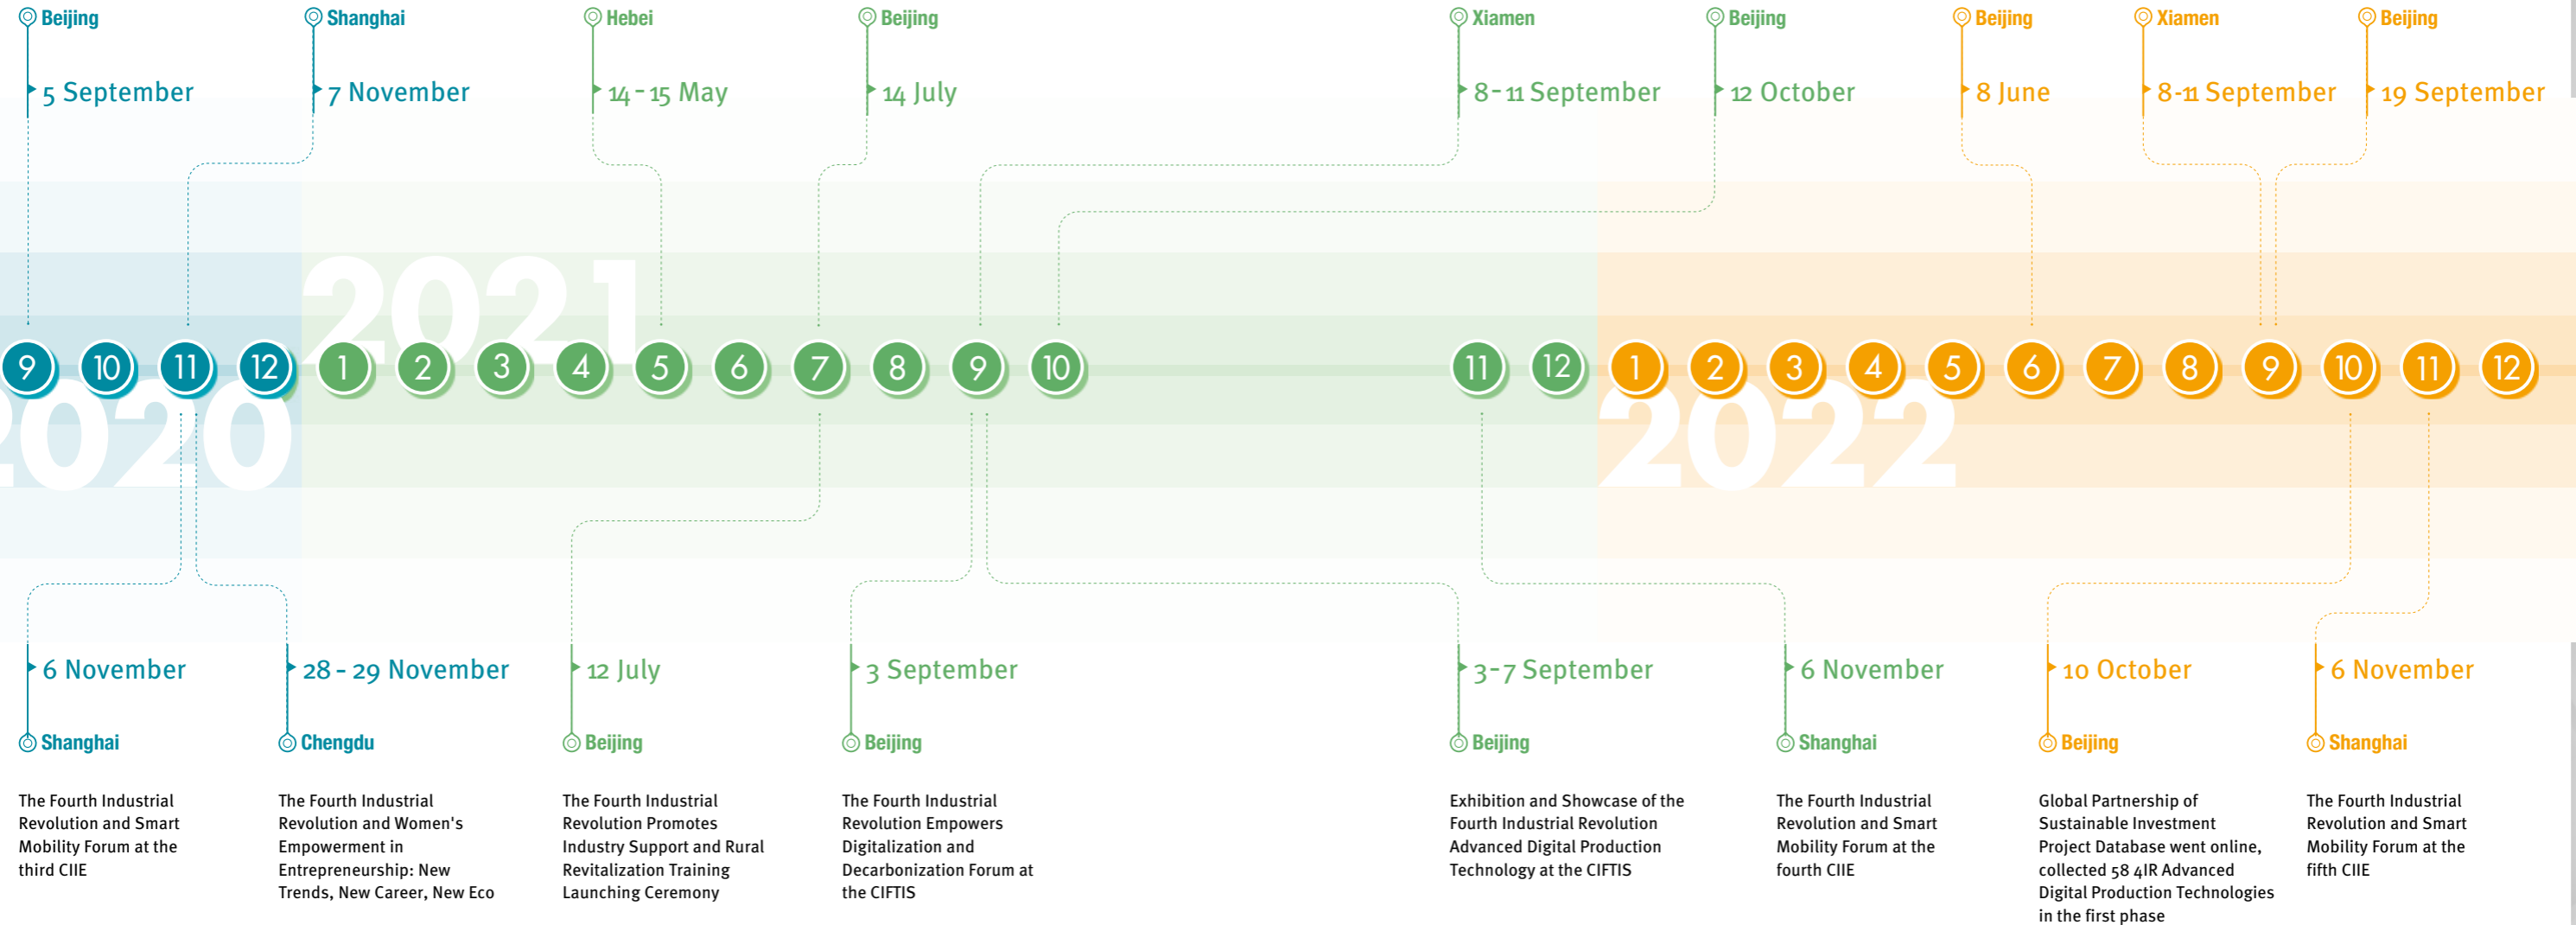 Beijing
5 September
Shanghai
7 November
Hebei
14 - 15 May
Beijing
14 July
Xiamen
8 - 11 September
Beijing
12 October
Beijing
8 June
Xiamen
8-11 September
Beijing
19 September
2021
9 10 11 12 1 2 3 4 5 6 7 8 9 10 11 12 1 2 3 4 5 6 7 8 9 10 11 12
2020
2022
6 November
Shanghai
The Fourth Industrial
Revolution and Smart
Mobility Forum at the
third CIIE
28 - 29 November
Chengdu
The Fourth Industrial
Revolution and Women's
Empowerment in
Entrepreneurship: New
Trends, New Career, New Eco
12 July
Beijing
The Fourth Industrial
Revolution Promotes
Industry Support and Rural
Revitalization Training
Launching Ceremony
3 September
Beijing
The Fourth Industrial
Revolution Empowers
Digitalization and
Decarbonization Forum at
the CIFTIS
3 - 7 September
Beijing
Exhibition and Showcase of the
Fourth Industrial Revolution
Advanced Digital Production
Technology at the CIFTIS
6 November
Shanghai
The Fourth Industrial
Revolution and Smart
Mobility Forum at the
fourth CIIE
10 October
Beijing
Global Partnership of
Sustainable Investment
Project Database went online,
collected 58 4IR Advanced
Digital Production Technologies
in the first phase
6 November
Shanghai
The Fourth Industrial
Revolution and Smart
Mobility Forum at the
fifth CIIE